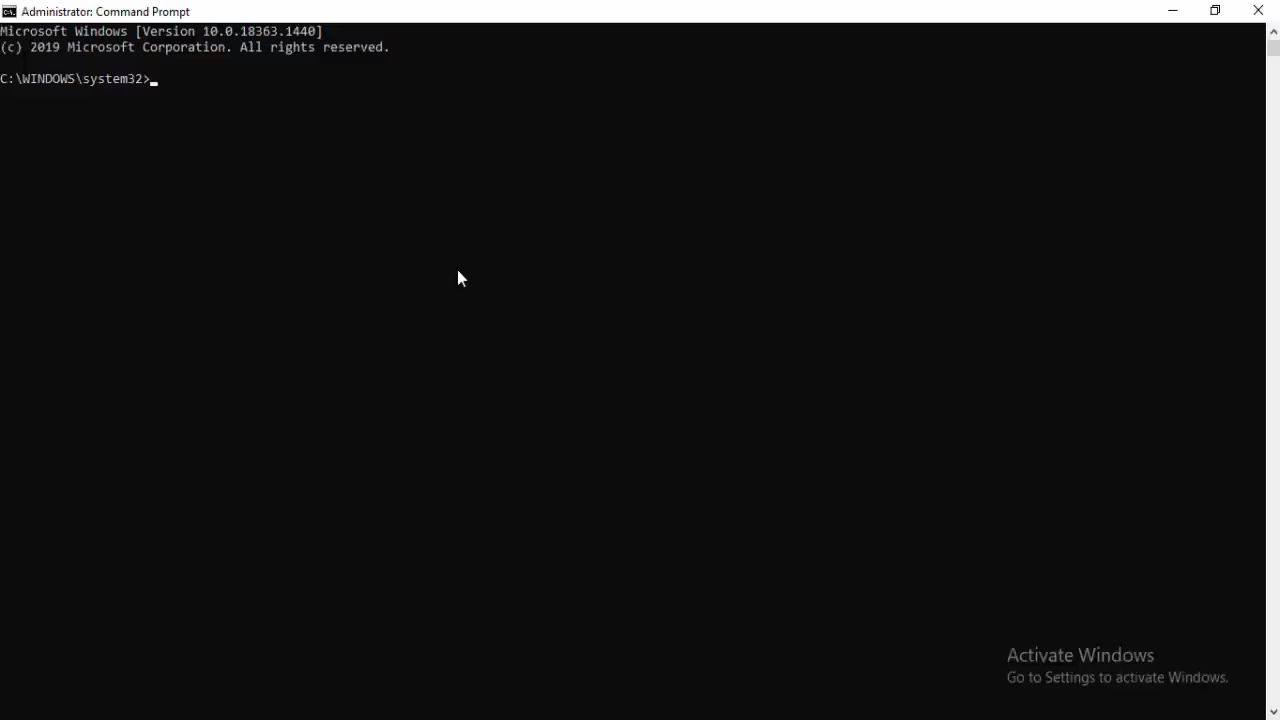 Administrator: Command Prompt
Microsoft Windows [Version 10.0.18363.1440]
(c) 2019 Microsoft Corporation. All rights reserved.
C:\WINDOWS\system32>
Activate Windows
Go to Settings to activate Windows.